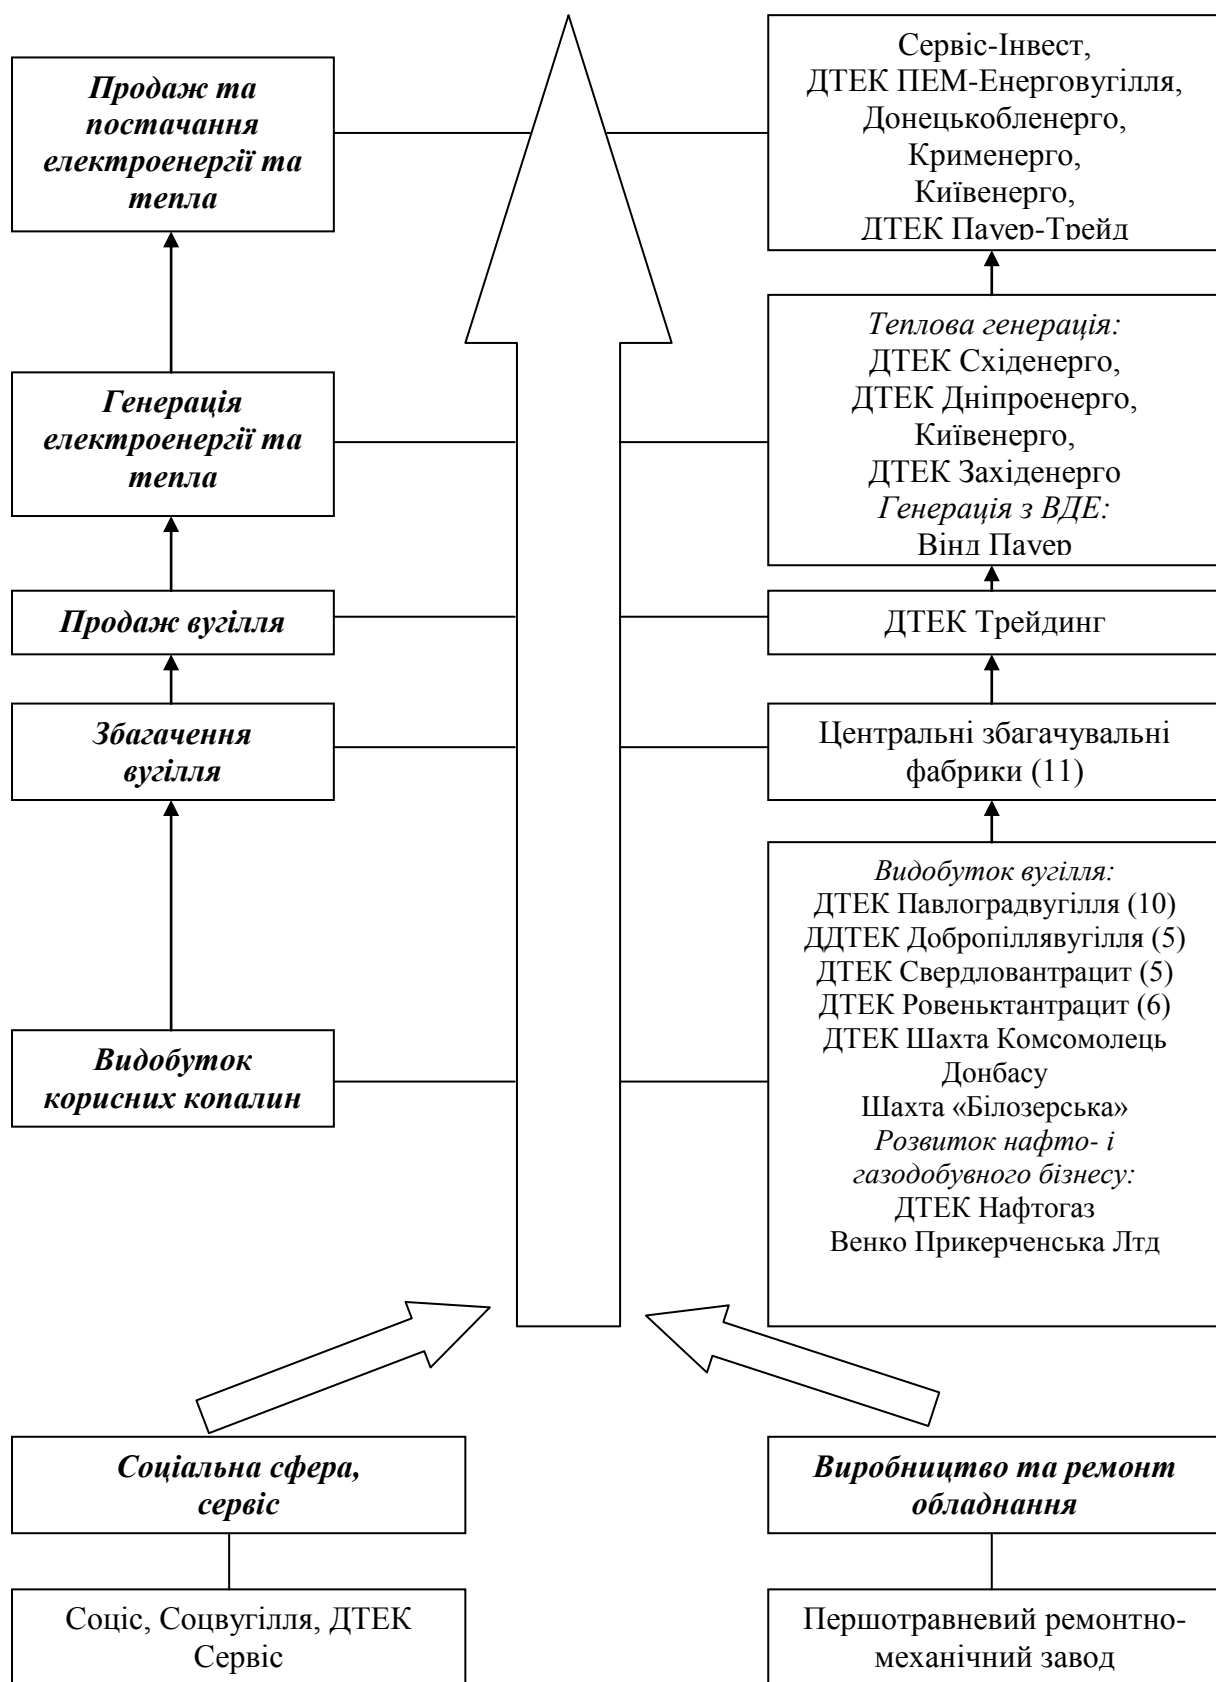 Продаж та
постачання
електроенергії та
тепла
Сервіс-Інвест,
ДТЕК ПЕМ-Енерговугілля,
Донецькобленерго,
Крименерго,
Київенерго,
ДТЕК Пауер-Трейд
Генерація
електроенергії та
тепла
Теплова генерація:
ДТЕК Східенерго,
ДТЕК Дніпроенерго,
Київенерго,
ДТЕК Західенерго
Генерація з ВДЕ:
Вінд Пауер
Продаж вугілля
ДТЕК Трейдинг
Збагачення
вугілля
Центральні збагачувальні
фабрики (11)
Видобуток
корисних копалин
Видобуток вугілля:
ДТЕК Павлоградвугілля (10)
ДДТЕК Добропіллявугілля (5)
ДТЕК Свердловантрацит (5)
ДТЕК Ровеньктантрацит (6)
ДТЕК Шахта Комсомолець
Донбасу
Шахта «Білозерська»
Розвиток нафто- і
газодобувного бізнесу:
ДТЕК Нафтогаз
Венко Прикерченська Лтд
Соціальна сфера,
сервіс
Соціс, Соцвугілля, ДТЕК
Сервіс
Виробництво та ремонт
обладнання
Першотравневий ремонтно-
механічний завод